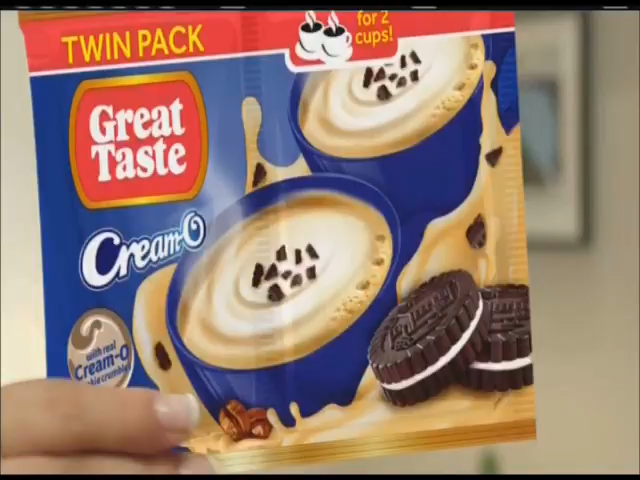 TWIN PACK
for 2
cups!
Great
Taste
Cream-O
with real
Cream-O